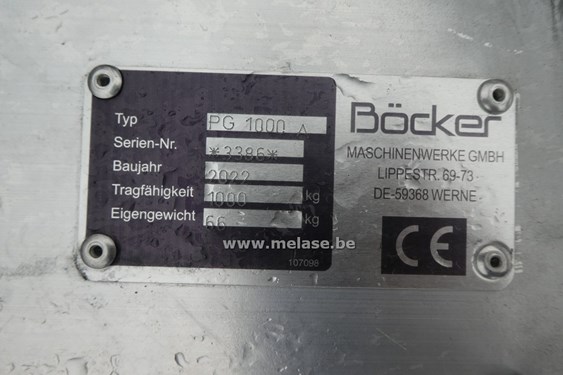 Typ PG 1000 A
Serien-Nr. *3386*
Baujahr 2022
Tragfähigkeit 1000 kg
Eigengewicht 66 kg
107098
Böcker
MASCHINENWERKE GMBH
LIPPESTR. 69-73
DE-59368 WERNE
CE
www.melase.be